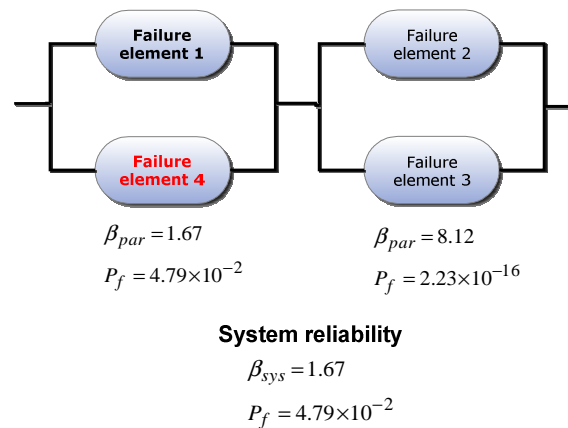 Failure
element 1
Failure
element 2
Failure
element 4
Failure
element 3
β_par = 1.67
P_f = 4.79×10^−2
β_par = 8.12
P_f = 2.23×10^−16
System reliability
β_sys = 1.67
P_f = 4.79×10^−2